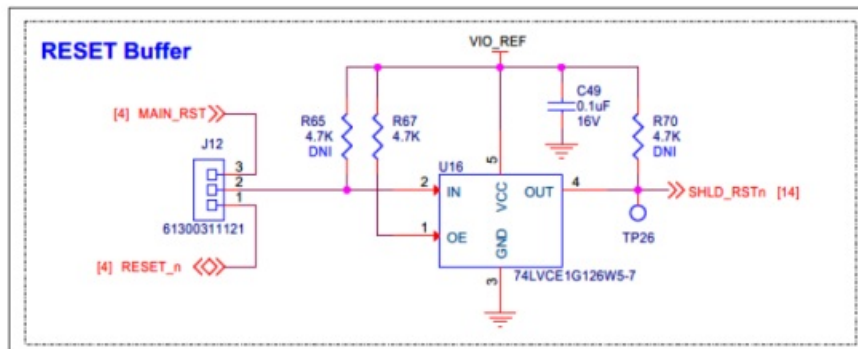 RESET Buffer
VIO_REF
[4] MAIN_RST
J12
3
2
1
61300311121
[4] RESET_n
R65
4.7K
DNI
R67
4.7K
C49
0.1uF
16V
R70
4.7K
DNI
U16
5
2
IN
VCC
OUT
4
1
OE
GND
3
74LVCE1G126W5-7
SHLD_RSTn [14]
TP26